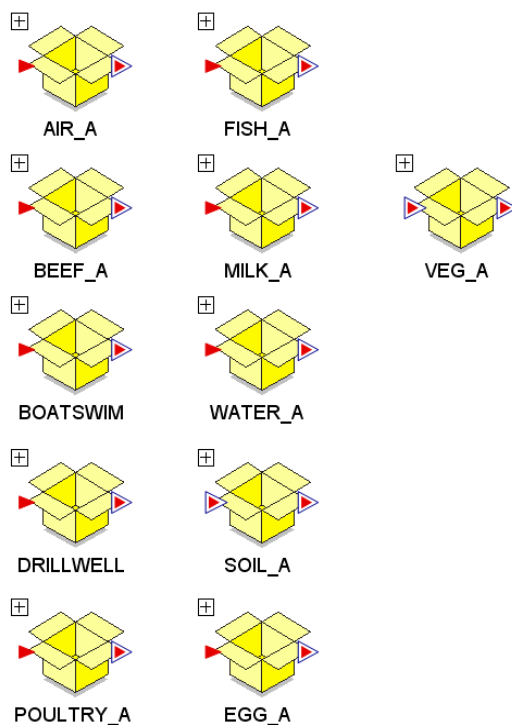 AIR_A
FISH_A
BEEF_A
MILK_A
VEG_A
BOATSWIM
WATER_A
DRILLWELL
SOIL_A
POULTRY_A
EGG_A